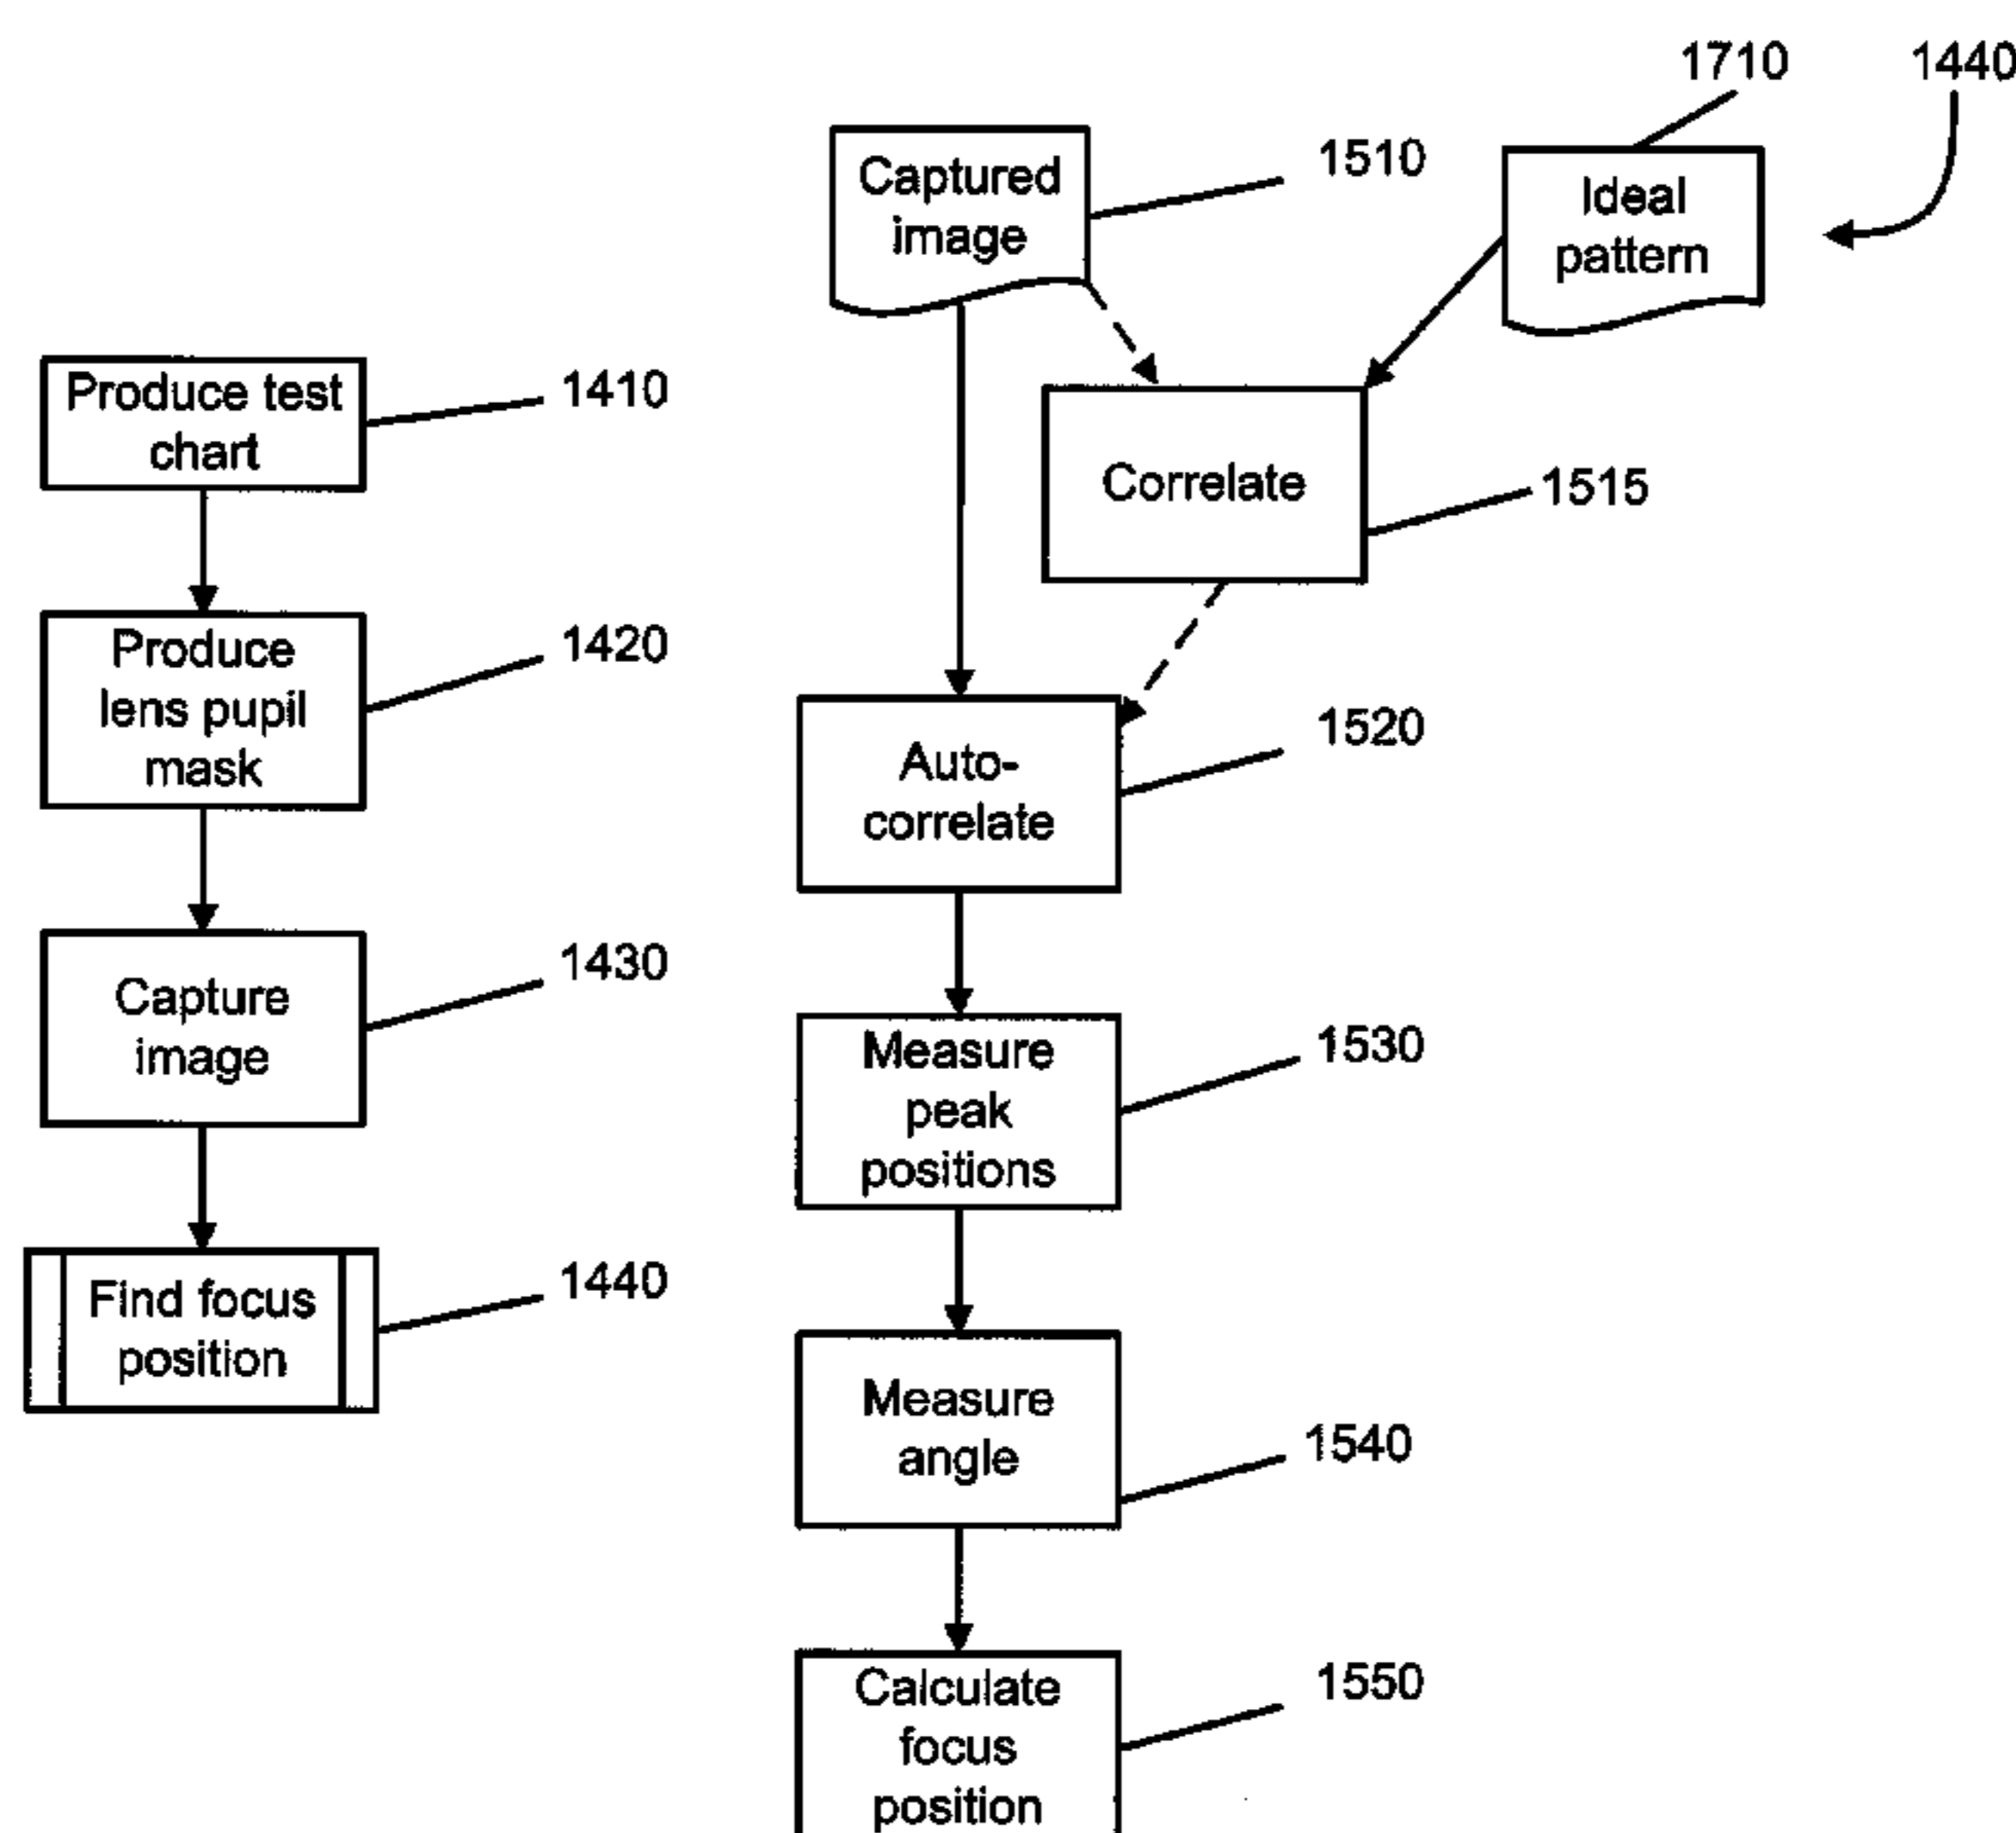 Produce test
chart
1410
Produce
lens pupil
mask
1420
Capture
image
1430
Find focus
position
1440
1710
1440
Captured
image
1510
Ideal
pattern
Correlate
1515
Auto-
correlate
1520
Measure
peak
positions
1530
Measure
angle
1540
Calculate
focus
position
1550